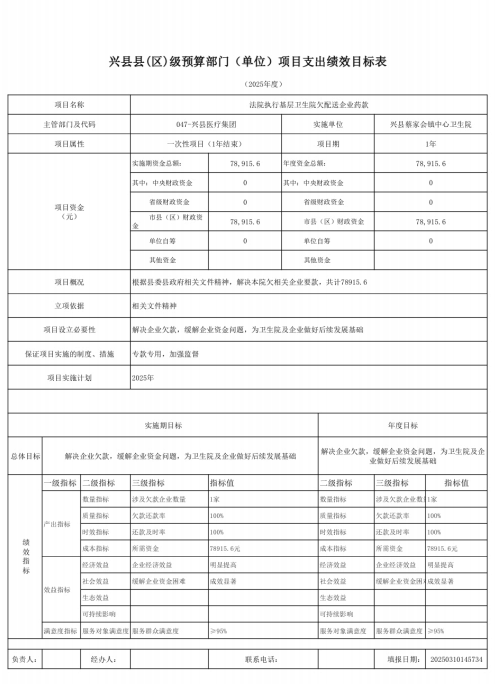 兴县县(区)级预算部门（单位）项目支出绩效目标表
（2025年度）
项目名称 法院执行基层卫生院欠配送企业药款
主管部门及代码 047-兴县医疗集团 实施单位 兴县蔡家会镇中心卫生院
项目属性 一次性项目（1年结束） 项目期 1年
项目资金（元）
实施期资金总额: 78,915.6 年度资金总额: 78,915.6
其中: 中央财政资金 0 其中: 中央财政资金 0
省级财政资金 0 省级财政资金 0
市县（区）财政资金 78,915.6 市县（区）财政资金 78,915.6
单位自筹 0 单位自筹 0
其他资金 其他资金
项目概况 根据县委县政府相关文件精神，解决本院欠相关企业要款，共计78915.6
立项依据 相关文件精神
项目设立必要性 解决企业欠款，缓解企业资金问题，为卫生院及企业做好后续发展基础
保证项目实施的制度、措施 专款专用，加强监督
项目实施计划 2025年
实施期目标 年度目标
总体目标 解决企业欠款，缓解企业资金问题，为卫生院及企业做好后续发展基础 解决企业欠款，缓解企业资金问题，为卫生院及企业做好后续发展基础
绩效指标
一级指标 二级指标 三级指标 指标值 二级指标 三级指标 指标值
产出指标
数量指标 涉及欠款企业数量 1家 数量指标 涉及欠款企业数 1家
质量指标 欠款还款率 100% 质量指标 欠款还款率 100%
时效指标 还款及时率 100% 时效指标 还款及时率 100%
成本指标 所需资金 78915.6元 成本指标 所需资金 78915.6元
效益指标
经济效益 企业经济效益 明显提高 经济效益 企业经济效益 明显提高
社会效益 缓解企业资金困难 成效显著 社会效益 缓解企业资金困 成效显著
生态效益 生态效益
可持续影响 可持续影响
满意度指标 服务对象满意度 服务群众满意度 ≥95% 服务对象满意度 服务群众满意度 ≥95%
负责人: 经办人: 联系电话: 填报日期: 20250310145734